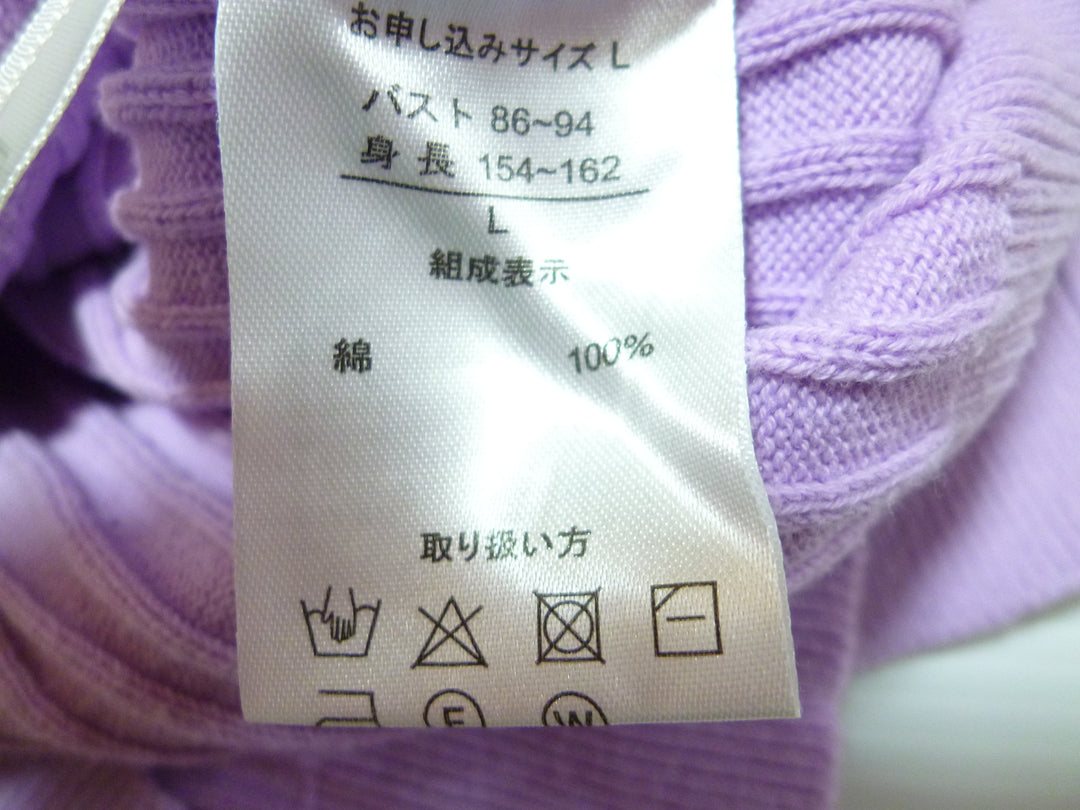 お申し込みサイズ L
バスト 86~94
身長 154~162
L
組成表示
綿 100%
取り扱い方
F W